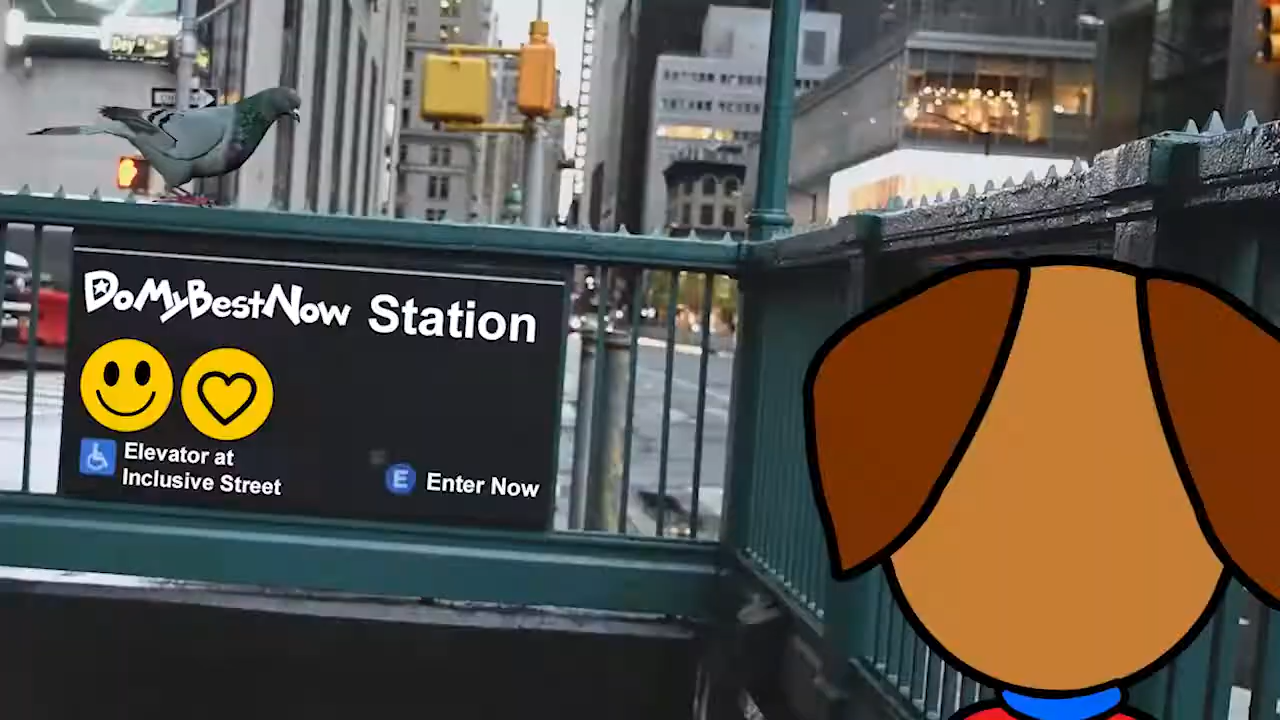 DoMyBestNow Station
Elevator at
Inclusive Street
E Enter Now